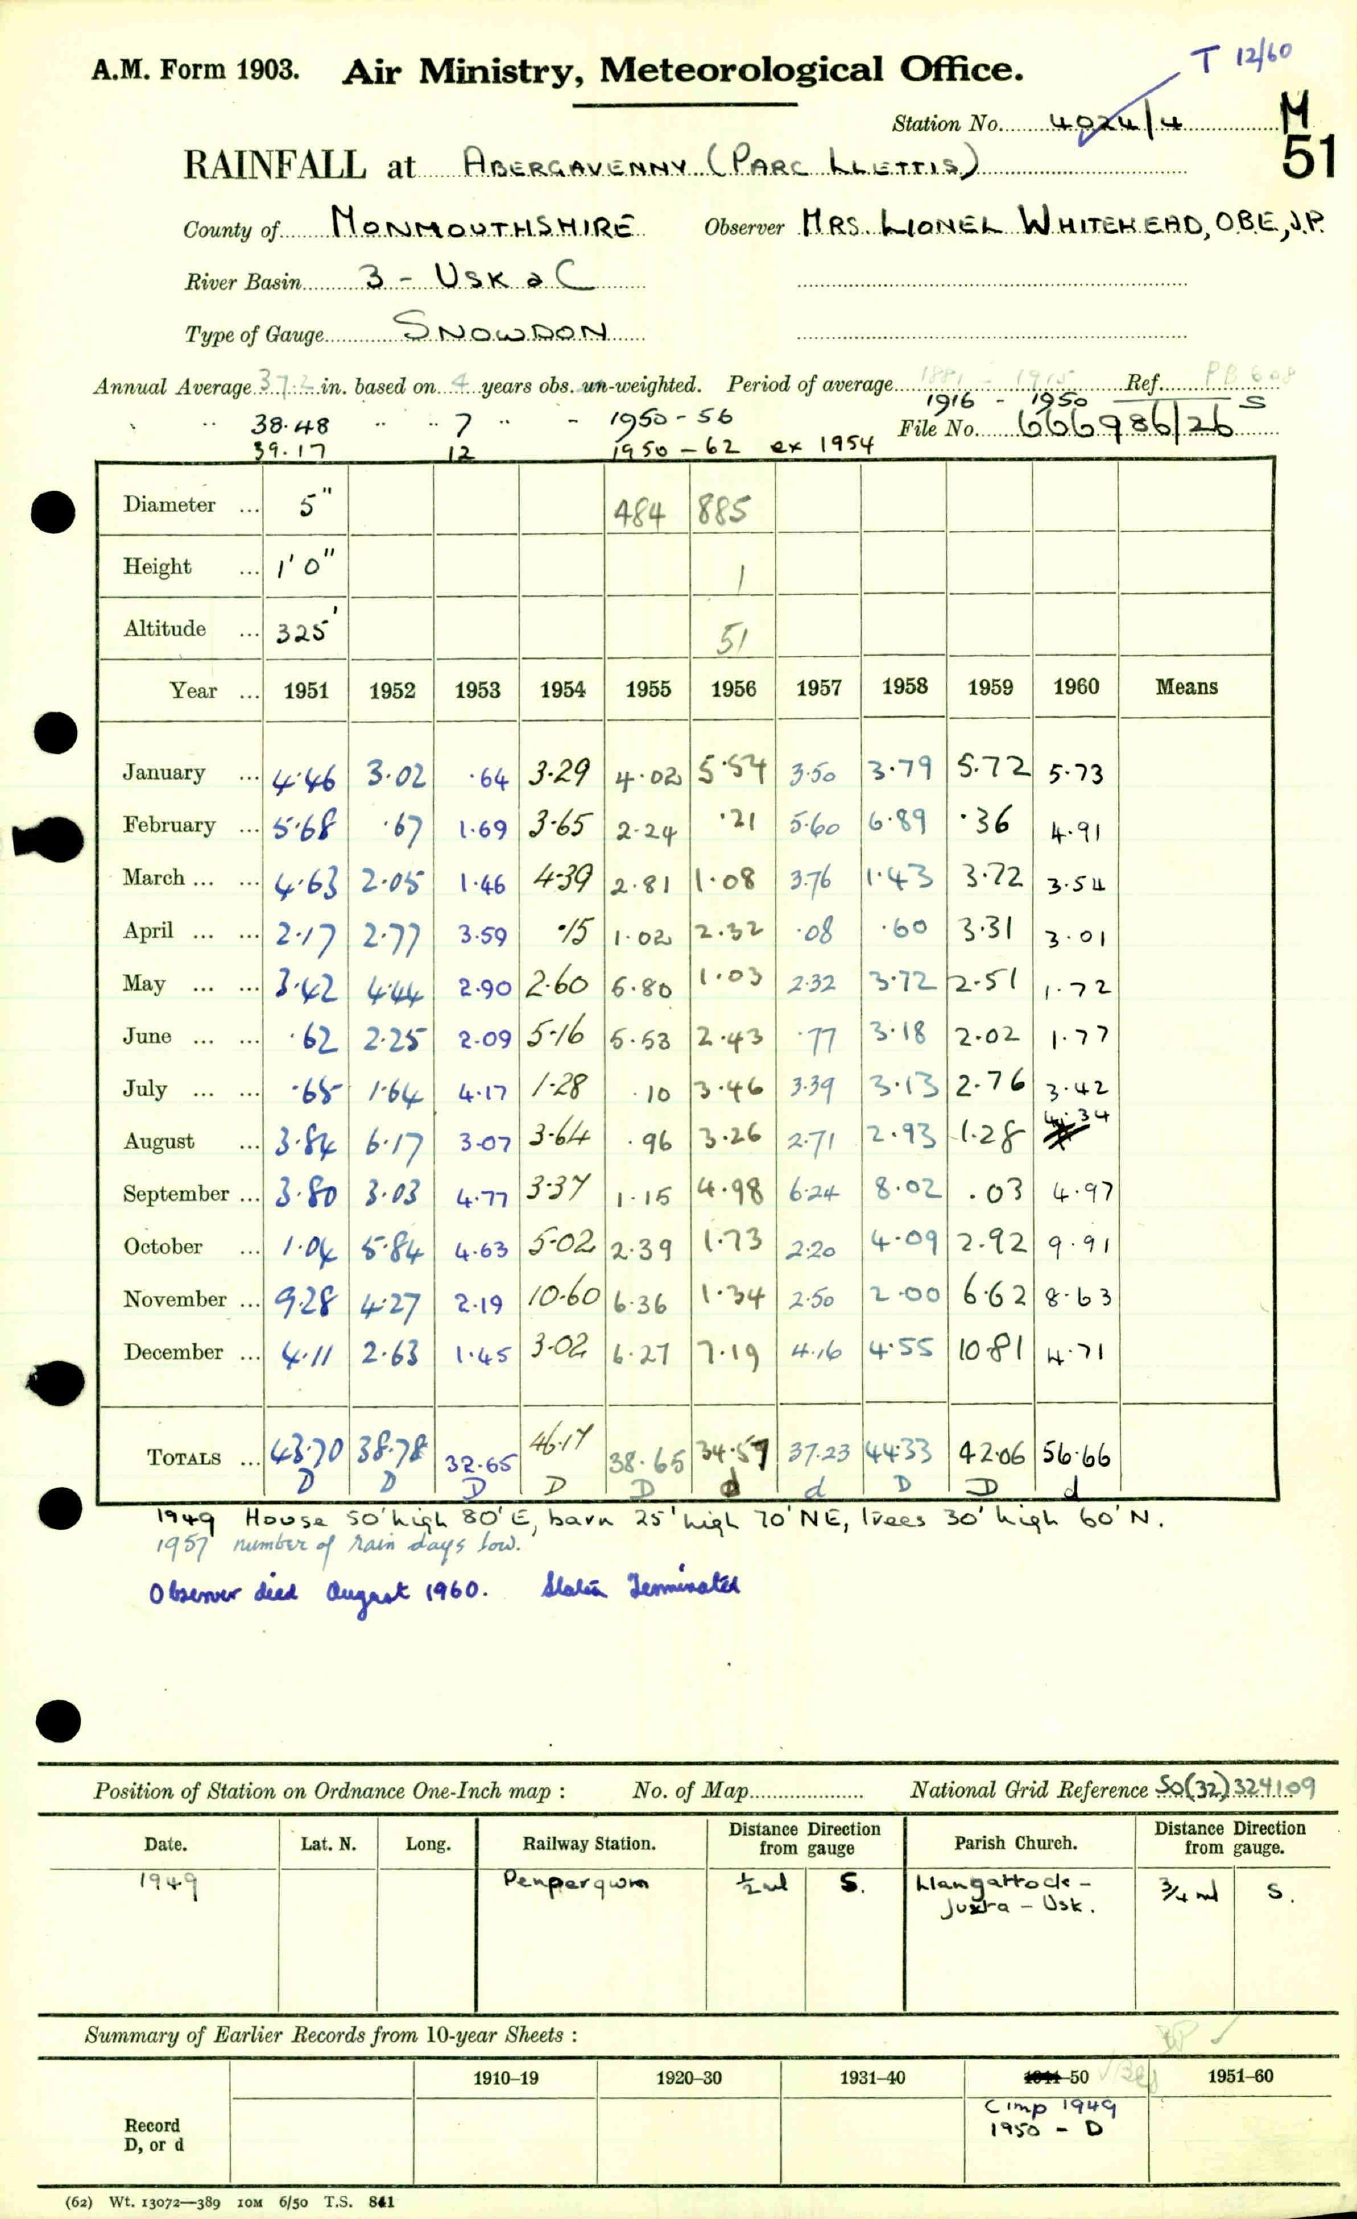 T 12/60
A.M. Form 1903. Air Ministry, Meteorological Office.
Station No. 4024/4 M
51
RAINFALL at ABERGAVENNY (PARC LLETTIS)
County of MONMOUTHSHIRE Observer MRS. LIONEL WHITEHEAD, O.B.E, J.P.
River Basin 3 - USK & C
Type of Gauge SNOWDON
Annual Average 37.2 in. based on 4 years obs. un-weighted. Period of average 1881 - 1915 Ref. PB 608
1916 - 1950 S
" 38.48 " " 7 " - 1950 - 56 File No. 666986/26
39.17 12 1950 - 62 ex 1954
Diameter ... 5" 484 885
Height ... 1' 0" 1
Altitude ... 325' 51
Year ... 1951 1952 1953 1954 1955 1956 1957 1958 1959 1960 Means
January ... 4.46 3.02 .64 3.29 4.02 5.54 3.50 3.79 5.72 5.73
February ... 5.68 .67 1.69 3.65 2.24 .21 5.60 6.89 .36 4.91
March ... ... 4.63 2.05 1.46 4.39 2.81 1.08 3.76 1.43 3.72 3.54
April ... ... 2.17 2.77 3.59 .15 1.02 2.32 .08 .60 3.31 3.01
May ... ... 3.42 4.44 2.90 2.60 5.80 1.03 2.32 3.72 2.51 1.72
June ... ... .62 2.25 2.09 5.16 5.53 2.43 .77 3.18 2.02 1.77
July ... ... .65 1.64 4.17 1.28 .10 3.46 3.39 3.13 2.76 3.42
August ... 3.84 6.17 3.07 3.64 .96 3.26 2.71 2.93 1.28 4.34
September ... 3.80 3.03 4.77 3.37 1.15 4.98 6.24 8.02 .03 4.97
October ... 1.04 5.84 4.63 5.02 2.39 1.73 2.20 4.09 2.92 9.91
November ... 9.28 4.27 2.19 10.60 6.36 1.34 2.50 2.00 6.62 8.63
December ... 4.11 2.63 1.45 3.02 6.27 7.19 4.16 4.55 10.81 4.71
TOTALS ... 43.70 38.78 32.65 46.17 38.65 34.57 37.23 44.33 42.06 56.66
D D D D D d d D D d
1949 House 50' high 80' E, barn 25' high 70' NE, trees 30' high 60' N.
1957 number of rain days low.
Observer died August 1960. Station Terminated
Position of Station on Ordnance One-Inch map : No. of Map National Grid Reference SO(32)324109
Date. Lat. N. Long. Railway Station. Distance from Direction gauge Parish Church. Distance from Direction gauge.
1949 Penpergwm ½ ml S. Llangattock - ¾ ml S.
Juxta - Usk.
Summary of Earlier Records from 10-year Sheets :
1910–19 1920–30 1931–40 1941–50 1951–60
Record
D, or d
C imp 1949
1950 - D
(62) Wt. 13072—389 10M 6/50 T.S. 841